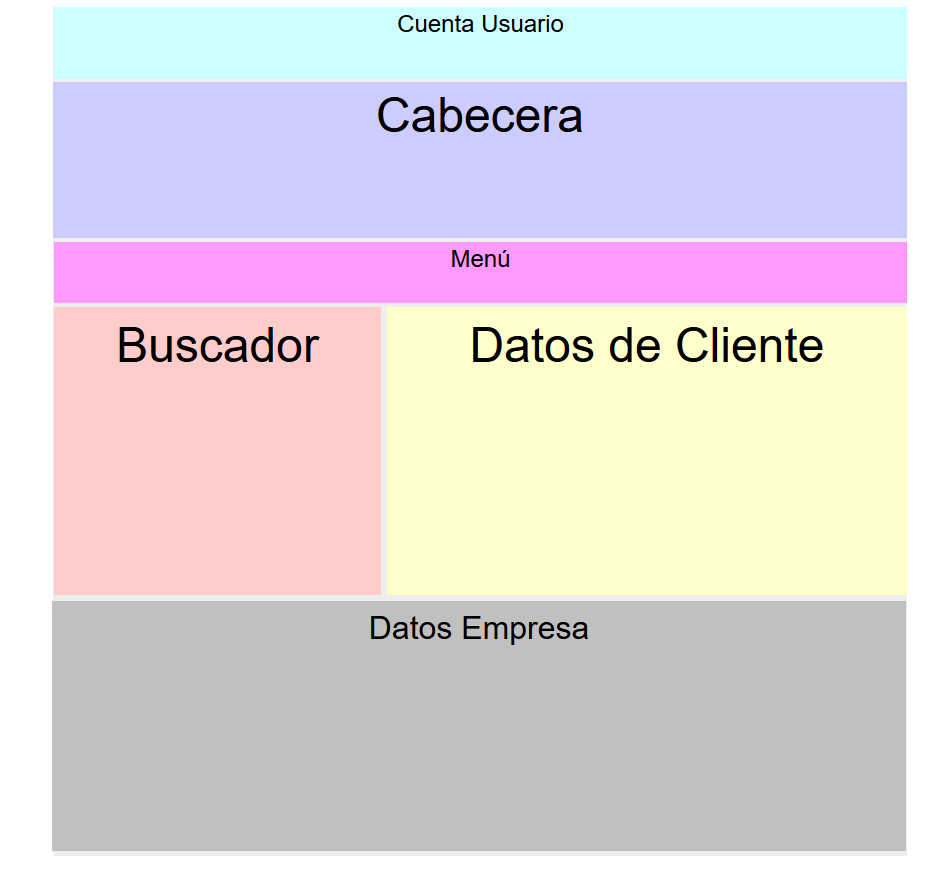 Cuenta Usuario
Cabecera
Menú
Buscador
Datos de Cliente
Datos Empresa